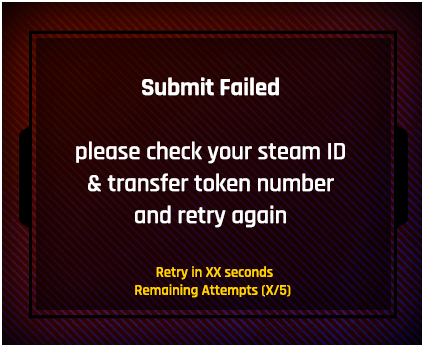 Submit Failed
please check your steam ID
& transfer token number
and retry again
Retry in XX seconds
Remaining Attempts (X/5)